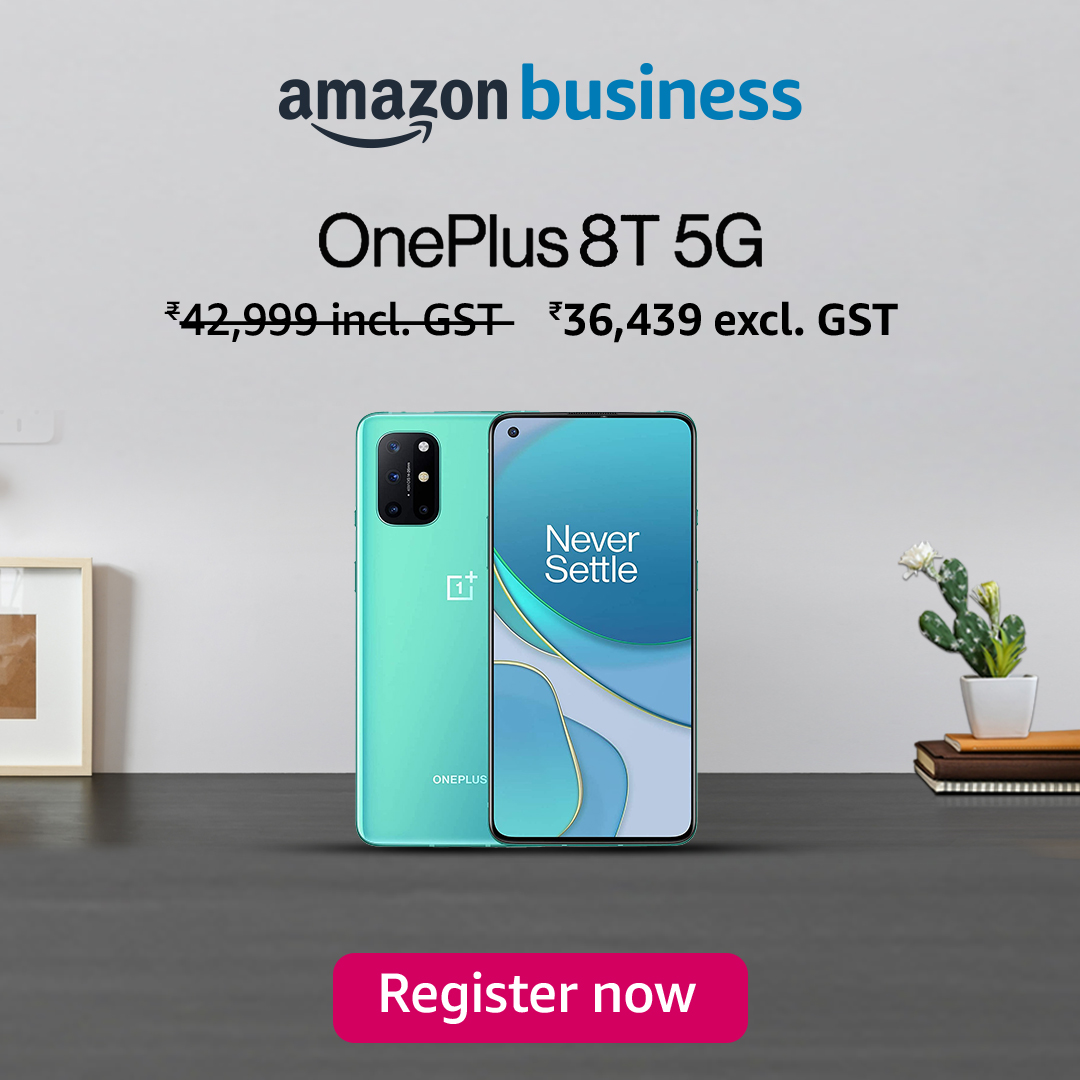 amazon business
OnePlus 8T 5G
₹42,999 incl. GST ₹36,439 excl. GST
Never
Settle
ONEPLUS
Register now